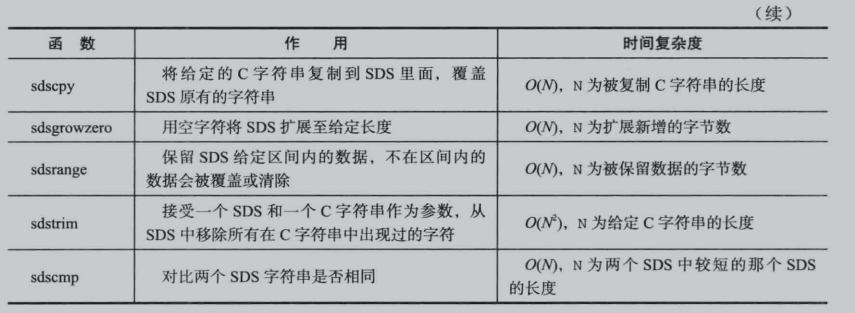 （续）
函 数 作 用 时间复杂度
sdscpy 将给定的 C 字符串复制到 SDS 里面，覆盖 O(N)，N 为被复制 C 字符串的长度
SDS 原有的字符串
sdsgrowzero 用空字符将 SDS 扩展至给定长度 O(N)，N 为扩展新增的字节数
sdsrange 保留 SDS 给定区间内的数据，不在区间内的 O(N)，N 为被保留数据的字节数
数据会被覆盖或清除
sdstrim 接受一个 SDS 和一个 C 字符串作为参数，从 O(N²)，N 为给定 C 字符串的长度
SDS 中移除所有在 C 字符串中出现过的字符
sdscmp 对比两个 SDS 字符串是否相同 O(N)，N 为两个 SDS 中较短的那个 SDS
的长度